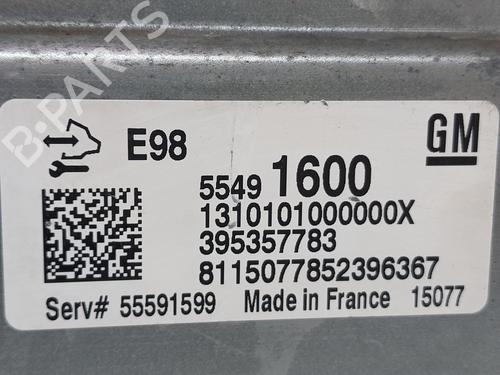 B-PARTS
E98
GM
5549 1600
1310101000000X
395357783
8115077852396367
Serv# 55591599 Made in France 15077